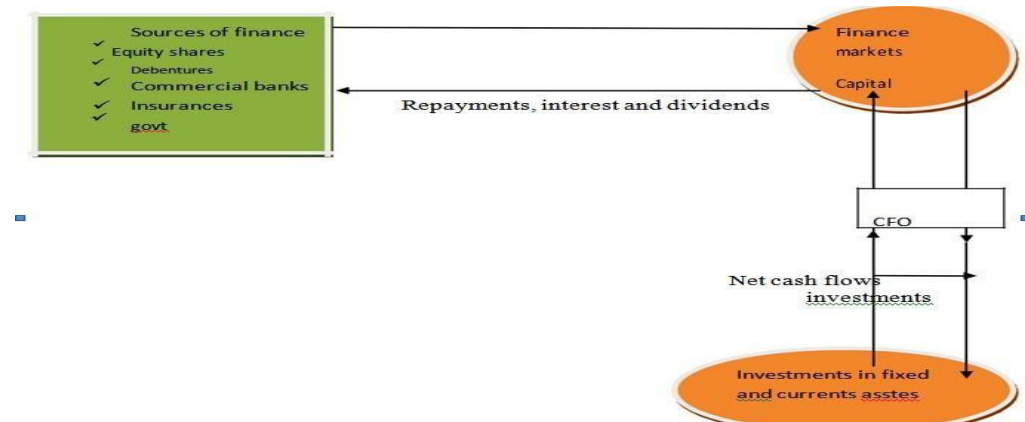 Sources of finance
Equity shares
Debentures
Commercial banks
Insurances
govt
Finance
markets
Capital
Repayments, interest and dividends
CFO
Net cash flows
investments
Investments in fixed
and currents asstes